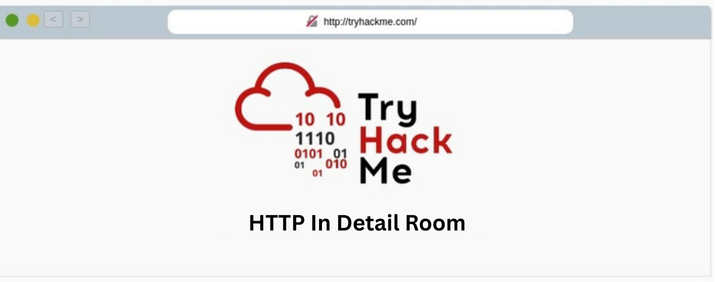 < >
http://tryhackme.com/
10 10
1110
0101 01
01 010
01
Try
Hack
Me
HTTP In Detail Room